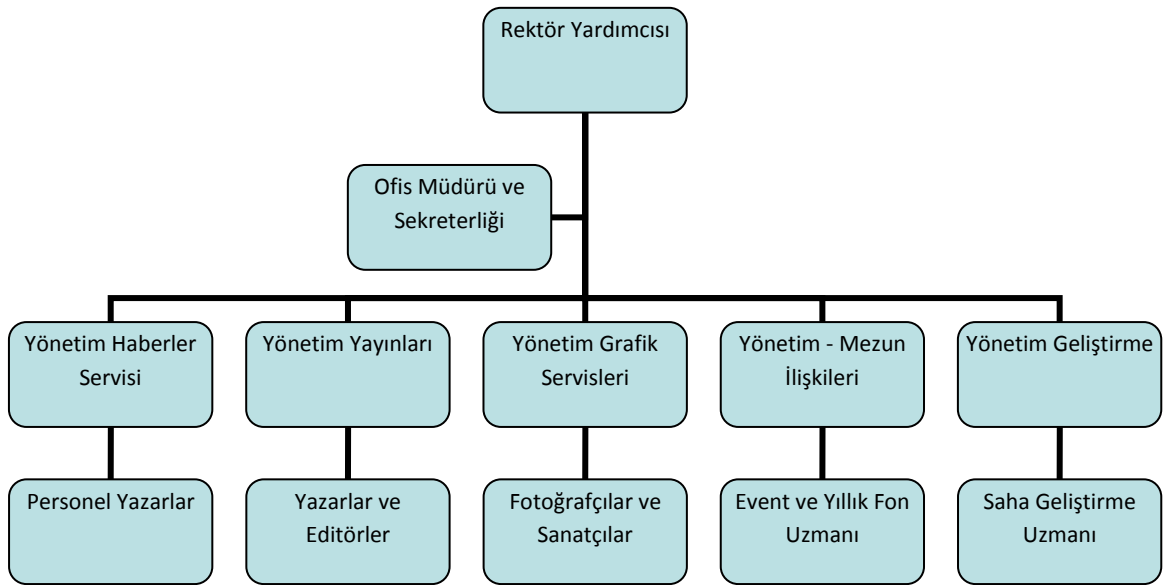 Rektör Yardımcısı
Ofis Müdürü ve
Sekreterliği
Yönetim Haberler
Servisi
Yönetim Yayınları
Yönetim Grafik
Servisleri
Yönetim - Mezun
İlişkileri
Yönetim Geliştirme
Personel Yazarlar
Yazarlar ve
Editörler
Fotoğrafçılar ve
Sanatçılar
Event ve Yıllık Fon
Uzmanı
Saha Geliştirme
Uzmanı